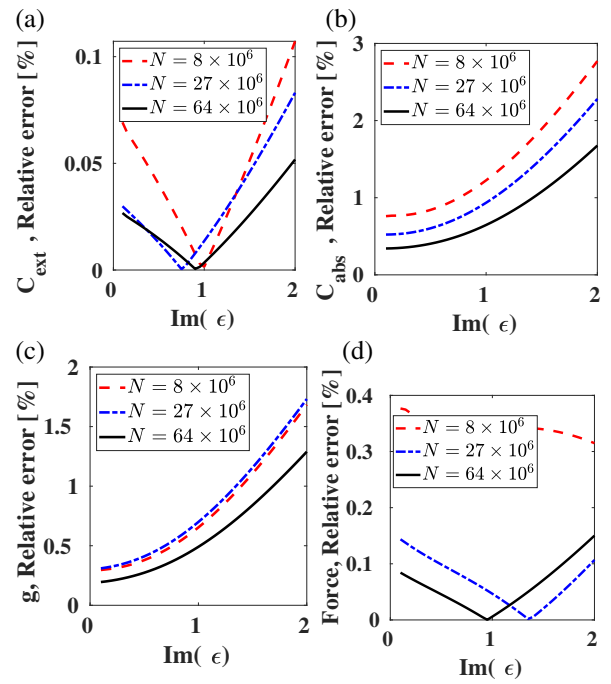 (a)
C_ext , Relative error [%]
0.1
0.05
0
N = 8 × 10^6
N = 27 × 10^6
N = 64 × 10^6
0 1 2
Im( ϵ)
(b)
C_abs , Relative error [%]
3
2
1
0
N = 8 × 10^6
N = 27 × 10^6
N = 64 × 10^6
0 1 2
Im( ϵ)
(c)
g, Relative error [%]
2
1.5
1
0.5
0
N = 8 × 10^6
N = 27 × 10^6
N = 64 × 10^6
0 1 2
Im( ϵ)
(d)
Force, Relative error [%]
0.4
0.3
0.2
0.1
0
N = 8 × 10^6
N = 27 × 10^6
N = 64 × 10^6
0 1 2
Im( ϵ)